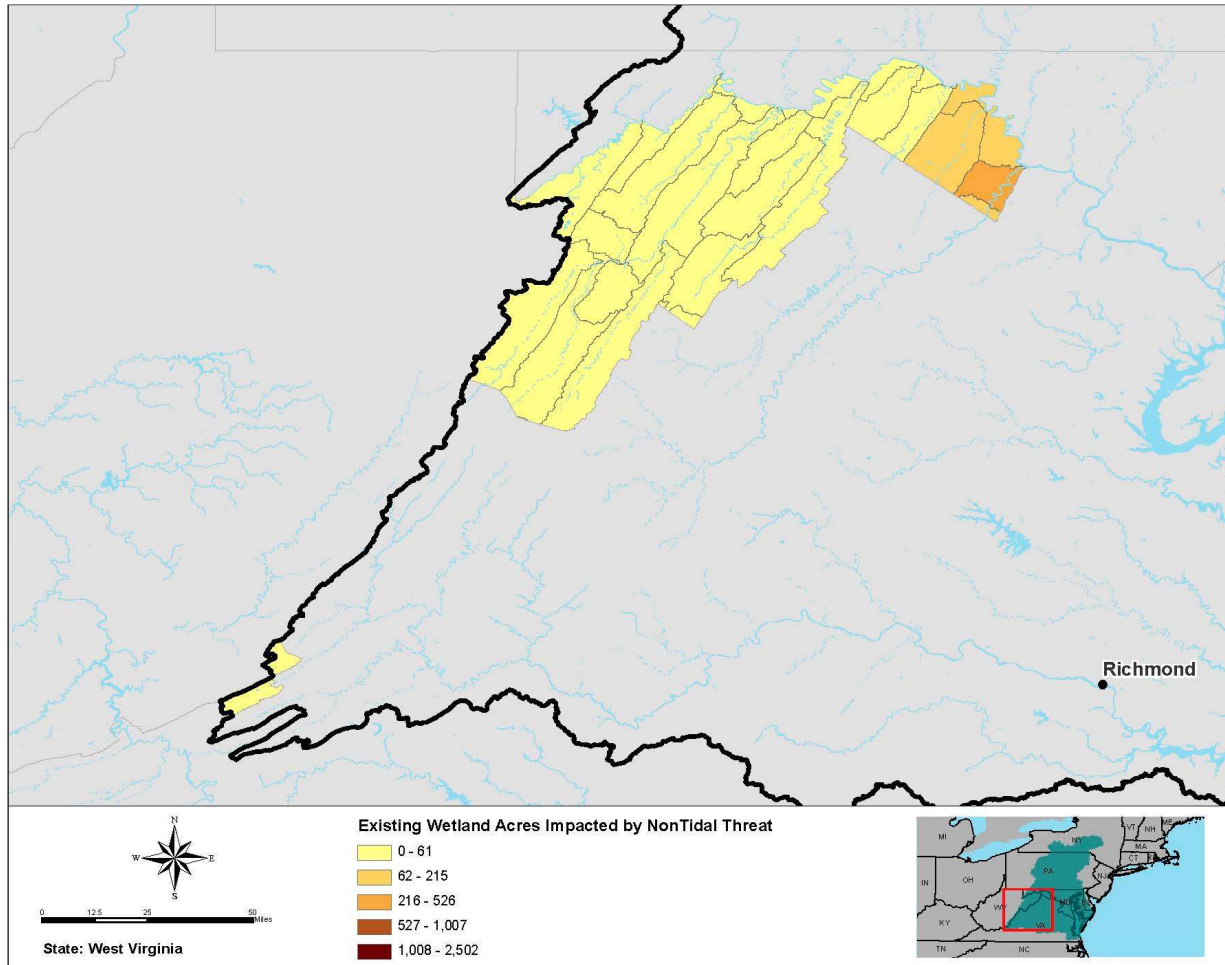 Richmond
N
W E
S
0 12.5 25 50
Miles
State: West Virginia
Existing Wetland Acres Impacted by NonTidal Threat
0 - 61
62 - 215
216 - 526
527 - 1,007
1,008 - 2,502
MI
NY
VT
NH
ME
MA
CT
PA
NJ
OH
IN
MD
WV
VA
KY
TN
NC